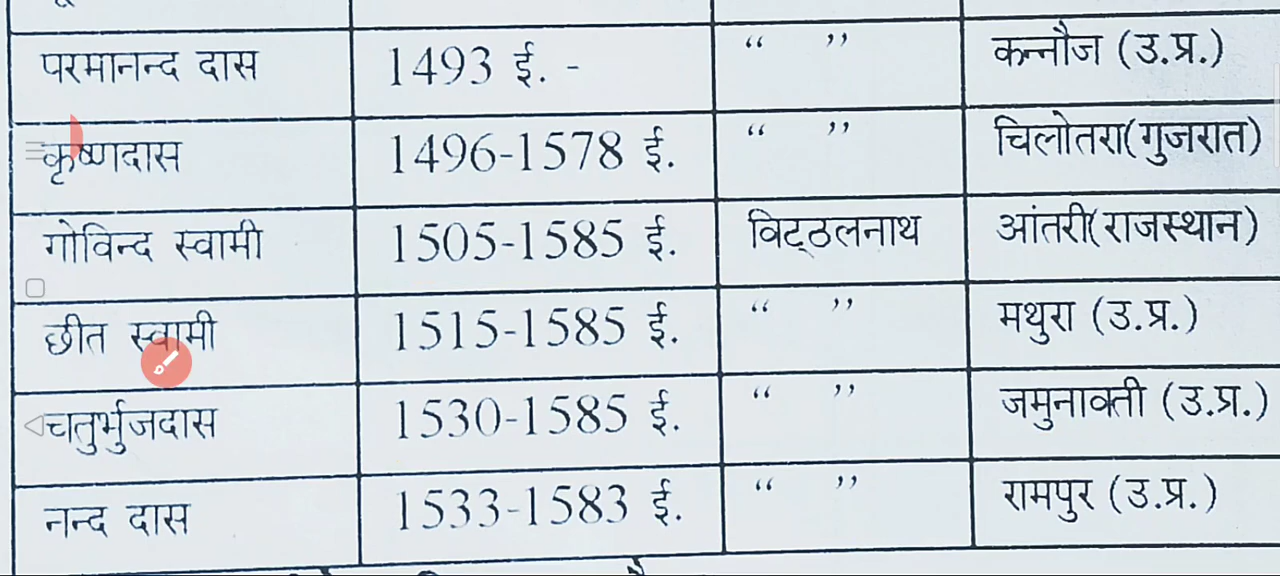 परमानन्द दास 1493 ई. - “ ” कन्नौज (उ.प्र.)
कृष्णदास 1496-1578 ई. “ ” चिलोतरा(गुजरात)
गोविन्द स्वामी 1505-1585 ई. विट्ठलनाथ आंतरी(राजस्थान)
छीत स्वामी 1515-1585 ई. “ ” मथुरा (उ.प्र.)
चतुर्भुजदास 1530-1585 ई. “ ” जमुनावती (उ.प्र.)
नन्द दास 1533-1583 ई. “ ” रामपुर (उ.प्र.)